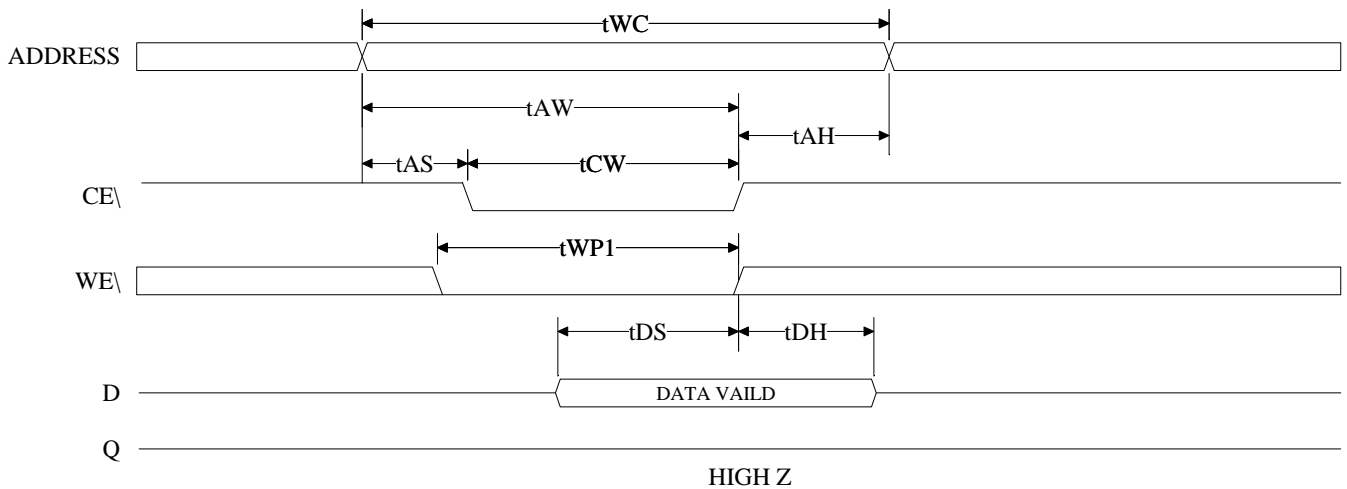 tWC
ADDRESS
tAW
tAH
tAS
tCW
CE\
tWP1
WE\
tDS
tDH
D
DATA VAILD
Q
HIGH Z